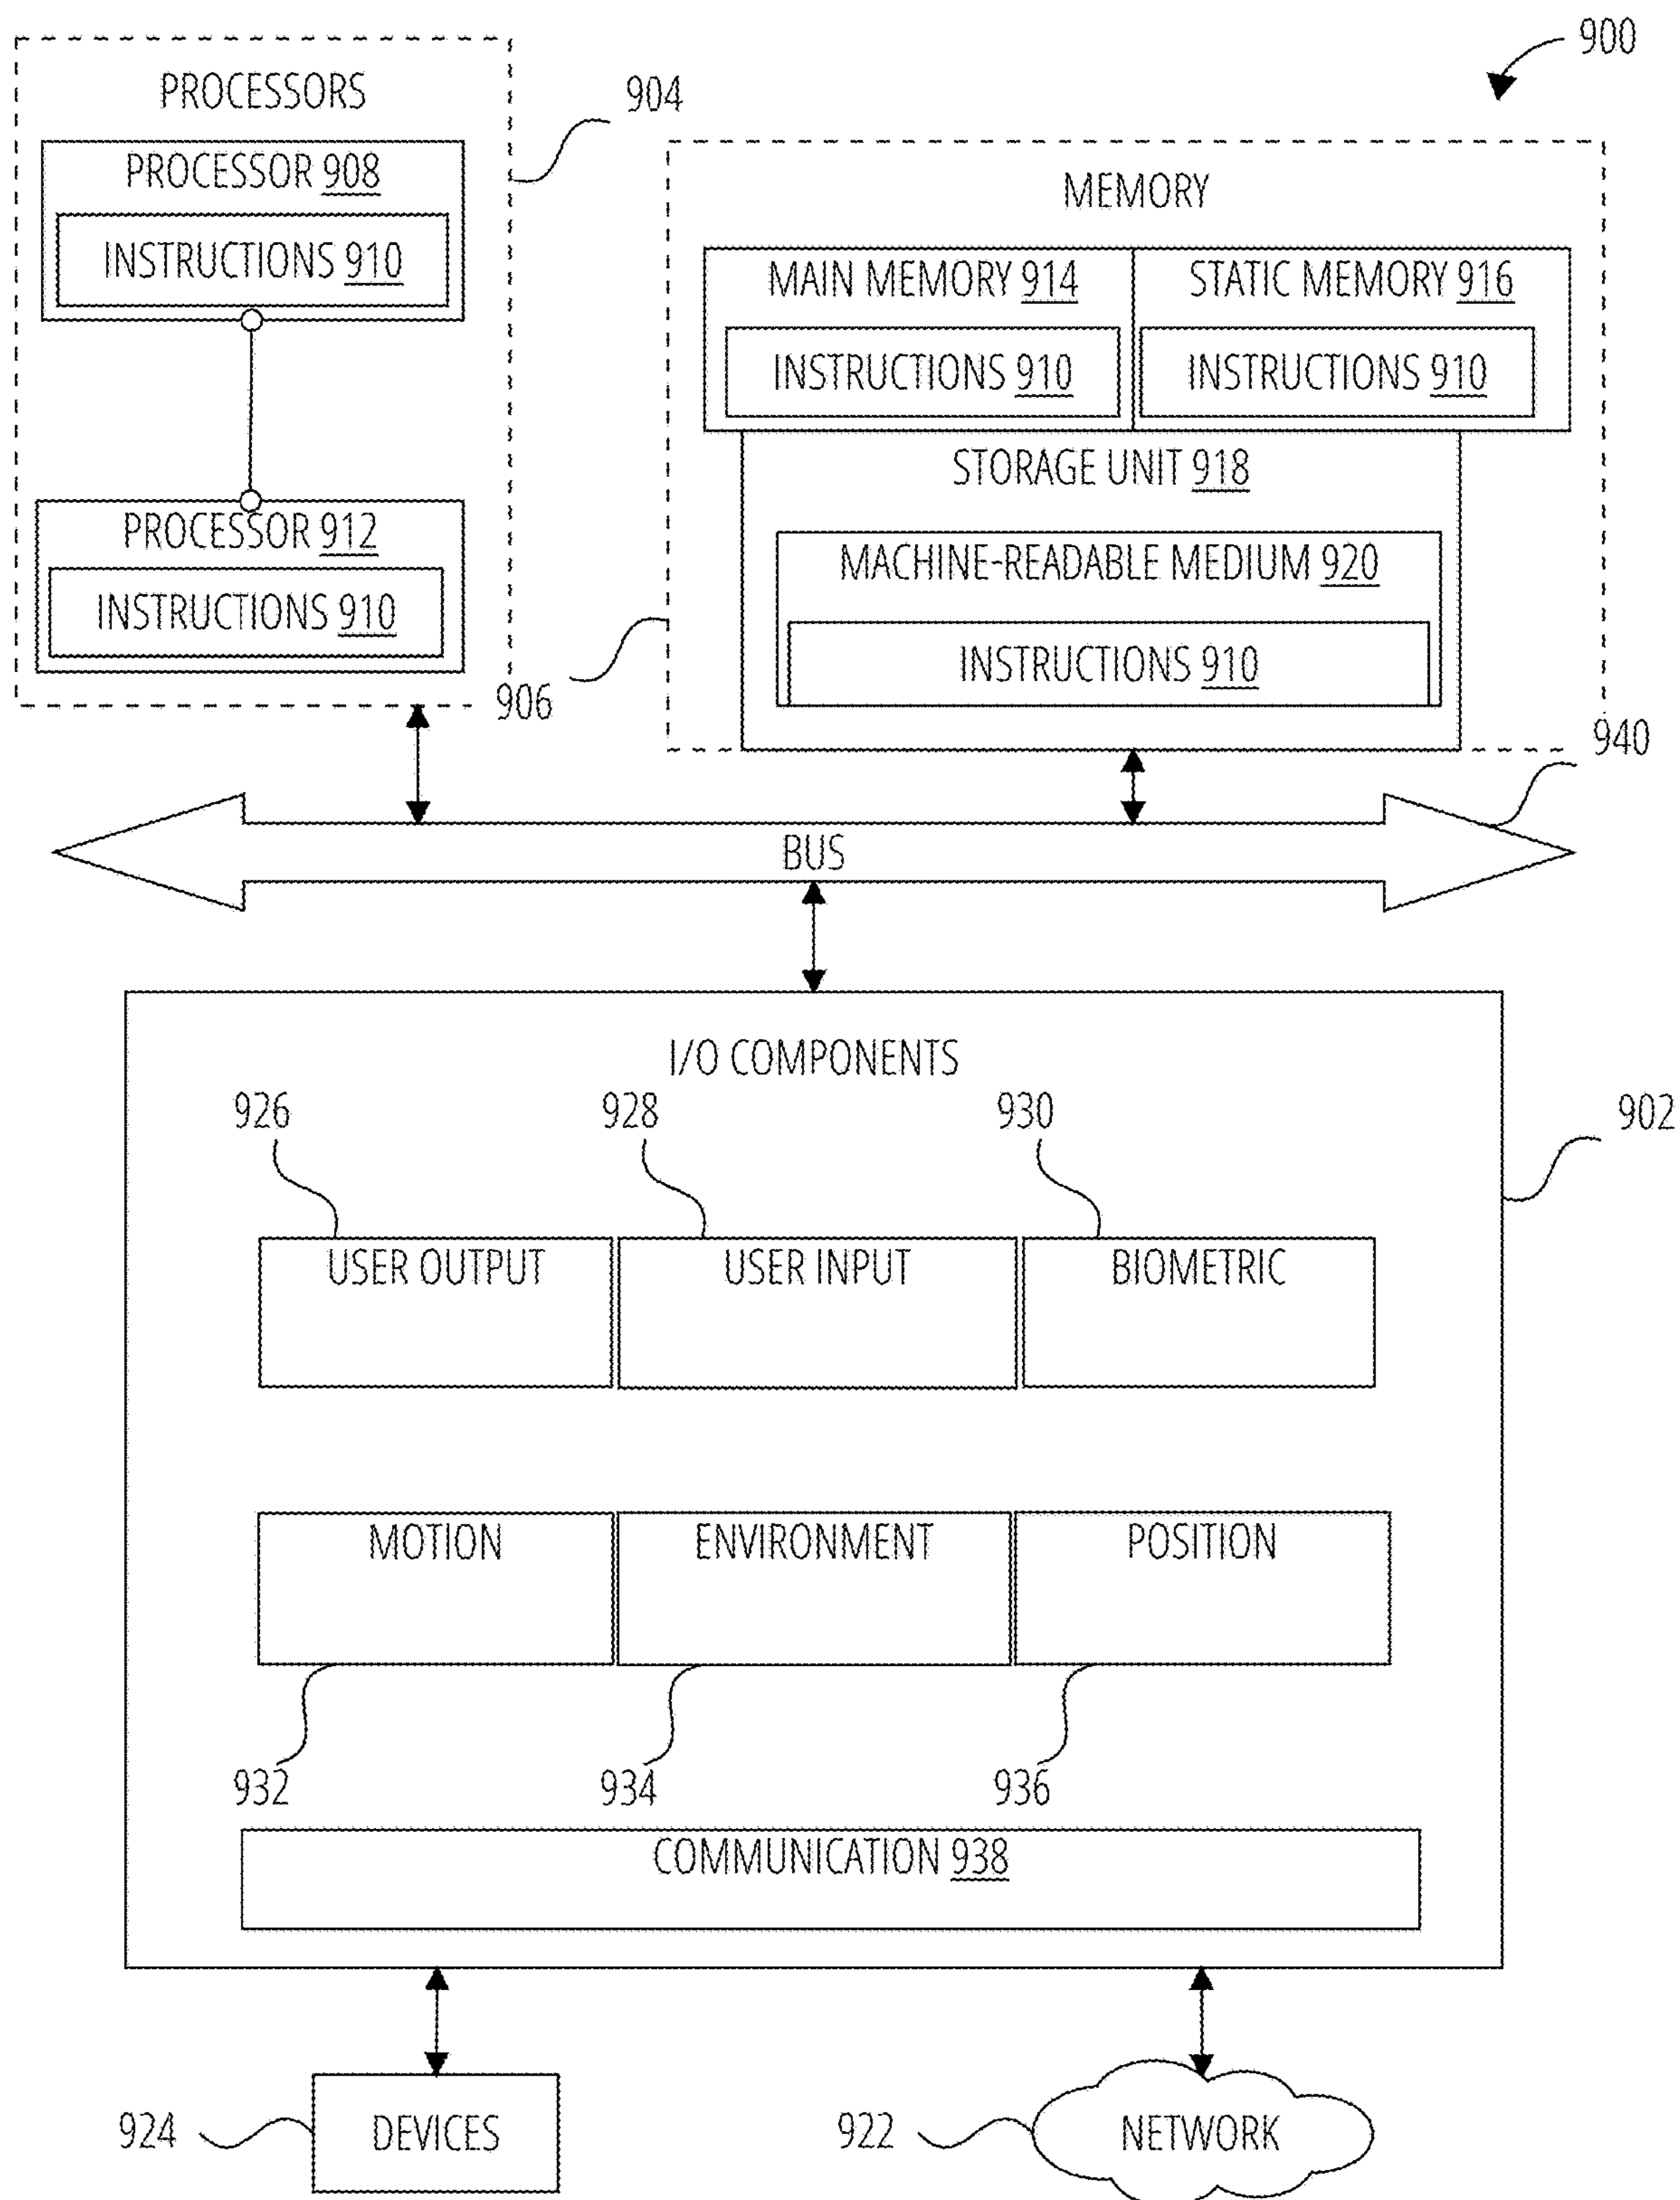 900
PROCESSORS
904
PROCESSOR 908
INSTRUCTIONS 910
MEMORY
MAIN MEMORY 914
STATIC MEMORY 916
INSTRUCTIONS 910
INSTRUCTIONS 910
STORAGE UNIT 918
PROCESSOR 912
MACHINE-READABLE MEDIUM 920
INSTRUCTIONS 910
INSTRUCTIONS 910
906
940
BUS
I/O COMPONENTS
926
928
930
902
USER OUTPUT
USER INPUT
BIOMETRIC
MOTION
ENVIRONMENT
POSITION
932
934
936
COMMUNICATION 938
924
DEVICES
922
NETWORK